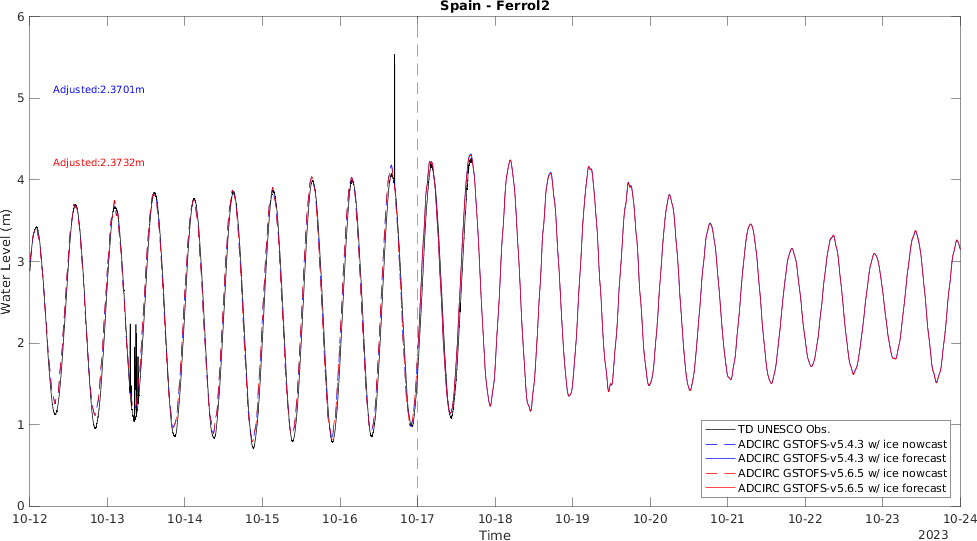 Spain - Ferrol2
6
5
4
3
2
1
0
Water Level (m)
Adjusted:2.3701m
Adjusted:2.3732m
TD UNESCO Obs.
ADCIRC GSTOFS-v5.4.3 w/ ice nowcast
ADCIRC GSTOFS-v5.4.3 w/ ice forecast
ADCIRC GSTOFS-v5.6.5 w/ ice nowcast
ADCIRC GSTOFS-v5.6.5 w/ ice forecast
10-12 10-13 10-14 10-15 10-16 10-17 10-18 10-19 10-20 10-21 10-22 10-23 10-24
Time
2023